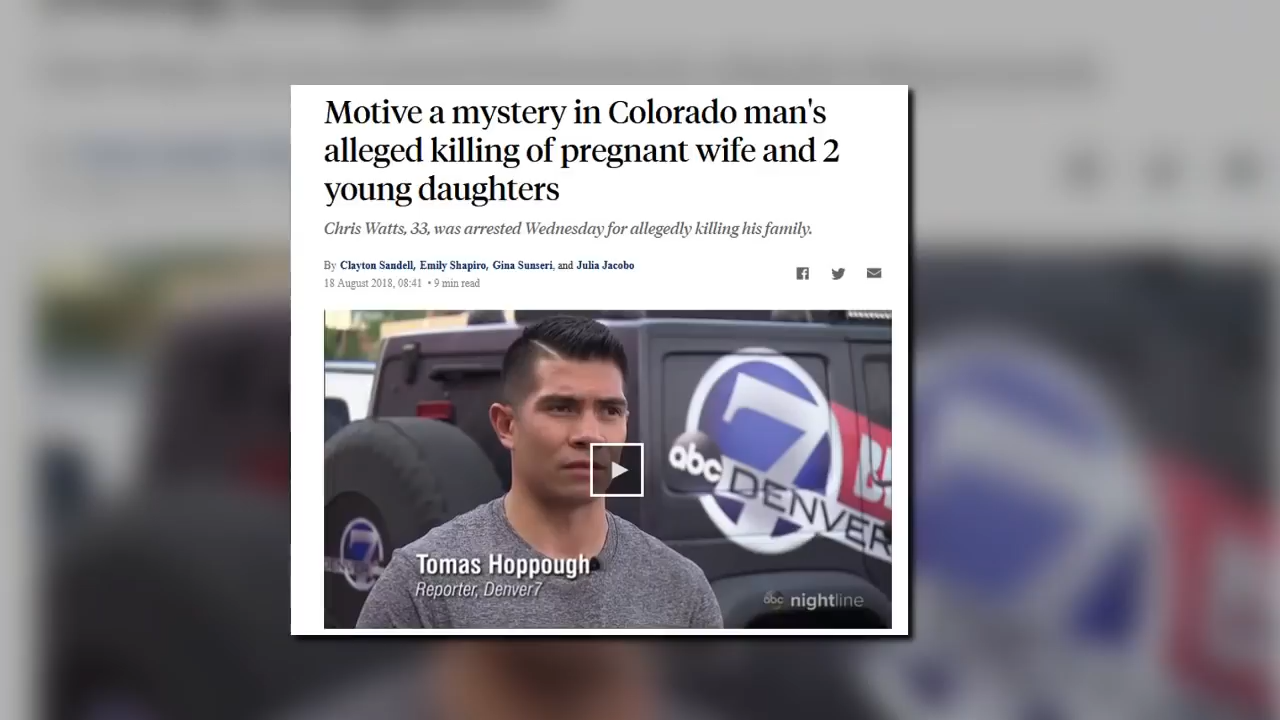 Motive a mystery in Colorado man's
alleged killing of pregnant wife and 2
young daughters
Chris Watts, 33, was arrested Wednesday for allegedly killing his family.
By Clayton Sandell, Emily Shapiro, Gina Sunseri, and Julia Jacobo
18 August 2018, 08:41 • 9 min read
7
abc
DENVER
Tomas Hoppough
Reporter, Denver7
abc nightline